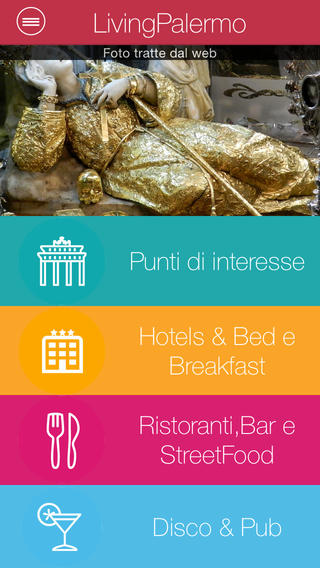 LivingPalermo
Foto tratte dal web
Punti di interesse
Hotels & Bed e
Breakfast
Ristoranti,Bar e
StreetFood
Disco & Pub